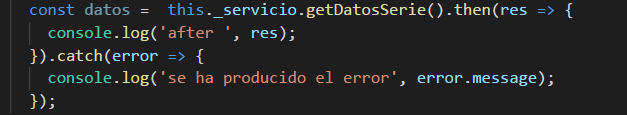 const datos =  this._servicio.getDatosSerie().then(res => {
  console.log('after ', res);
}).catch(error => {
  console.log('se ha producido el error', error.message);
});